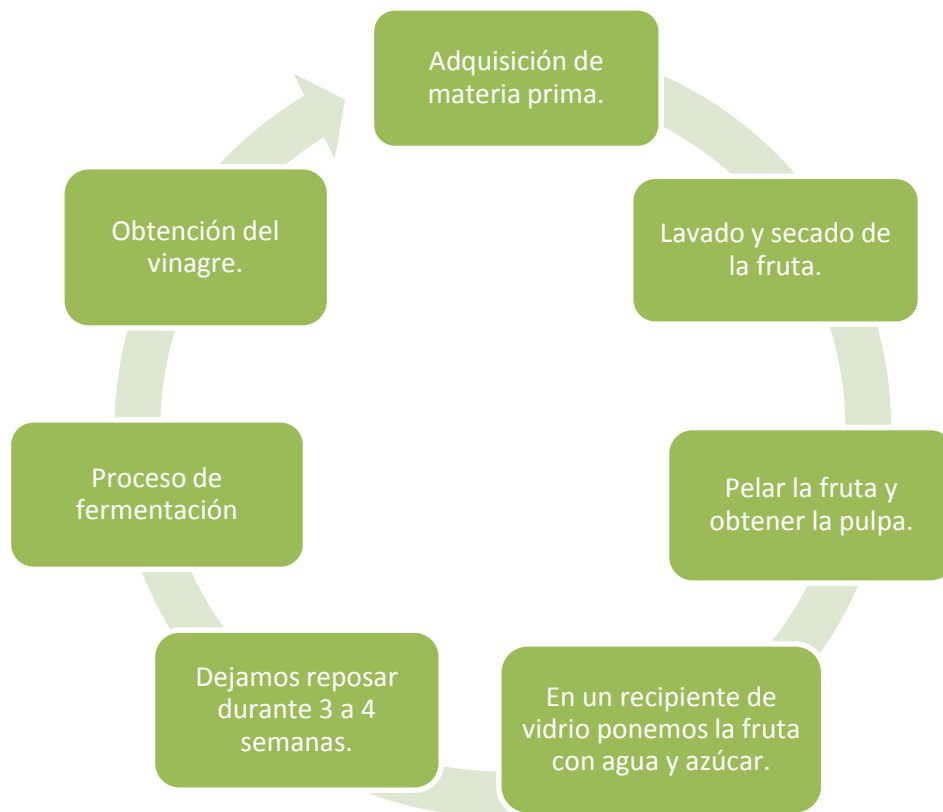 Adquisición de
materia prima.
Lavado y secado de
la fruta.
Pelar la fruta y
obtener la pulpa.
En un recipiente de
vidrio ponemos la fruta
con agua y azúcar.
Dejamos reposar
durante 3 a 4
semanas.
Proceso de
fermentación
Obtención del
vinagre.